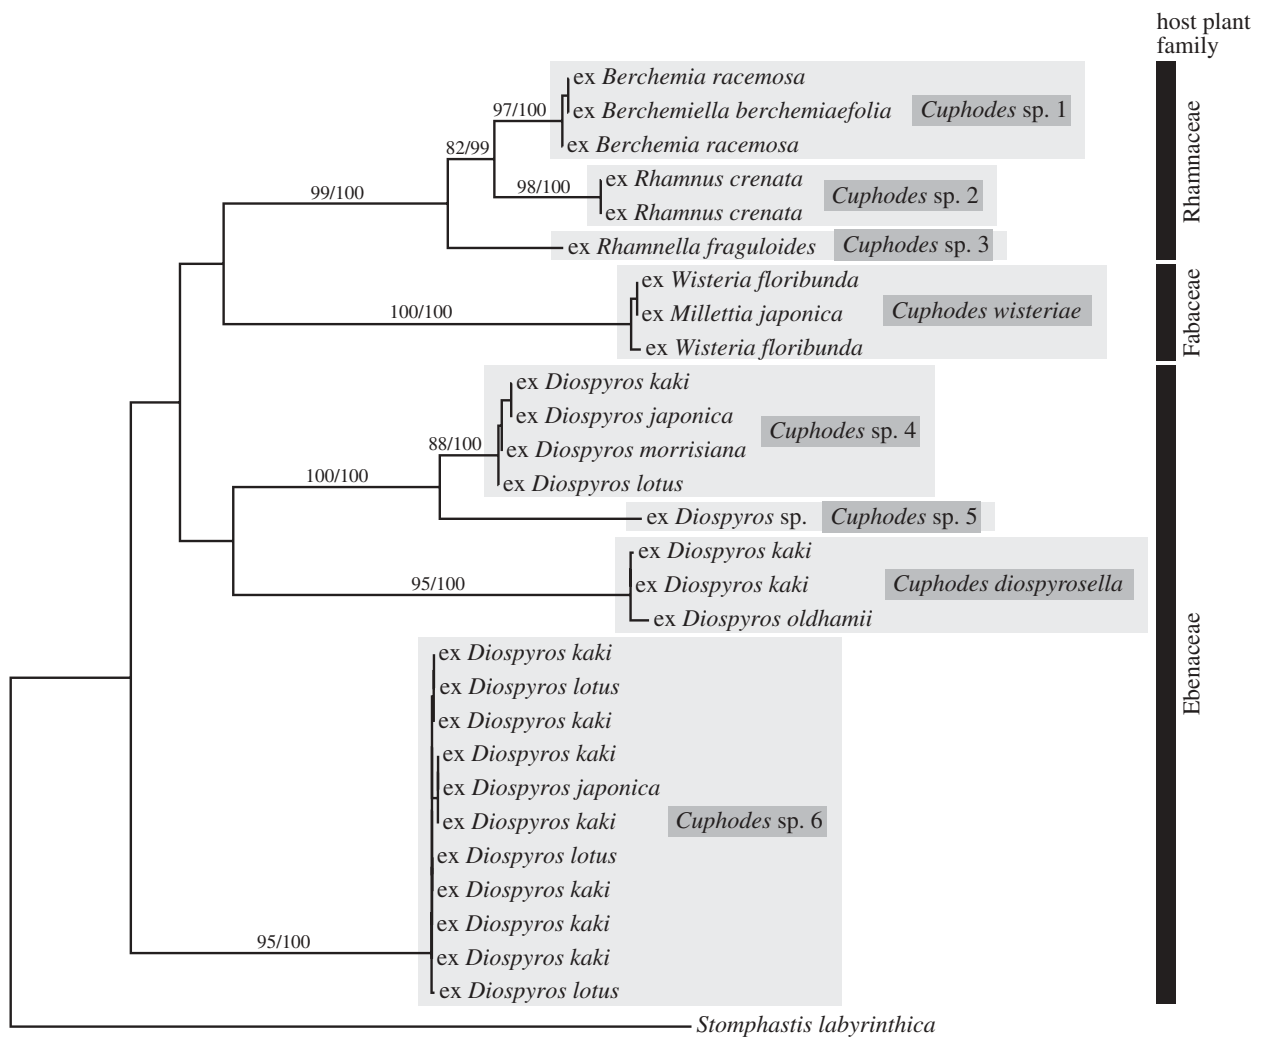 host plant
family
ex Berchemia racemosa
97/100
ex Berchemiella berchemiaefolia
Cuphodes sp. 1
ex Berchemia racemosa
82/99
ex Rhamnus crenata
98/100
99/100
Cuphodes sp. 2
ex Rhamnus crenata
ex Rhamnella fraguloides
Cuphodes sp. 3
Rhamnaceae
ex Wisteria floribunda
100/100
ex Millettia japonica
Cuphodes wisteriae
ex Wisteria floribunda
Fabaceae
ex Diospyros kaki
ex Diospyros japonica
Cuphodes sp. 4
88/100
ex Diospyros morrisiana
100/100
ex Diospyros lotus
ex Diospyros sp.
Cuphodes sp. 5
ex Diospyros kaki
95/100
ex Diospyros kaki
Cuphodes diospyrosella
ex Diospyros oldhamii
Ebenaceae
ex Diospyros kaki
ex Diospyros lotus
ex Diospyros kaki
ex Diospyros kaki
ex Diospyros japonica
ex Diospyros kaki
Cuphodes sp. 6
ex Diospyros lotus
ex Diospyros kaki
ex Diospyros kaki
95/100
ex Diospyros kaki
ex Diospyros lotus
Stomphastis labyrinthica